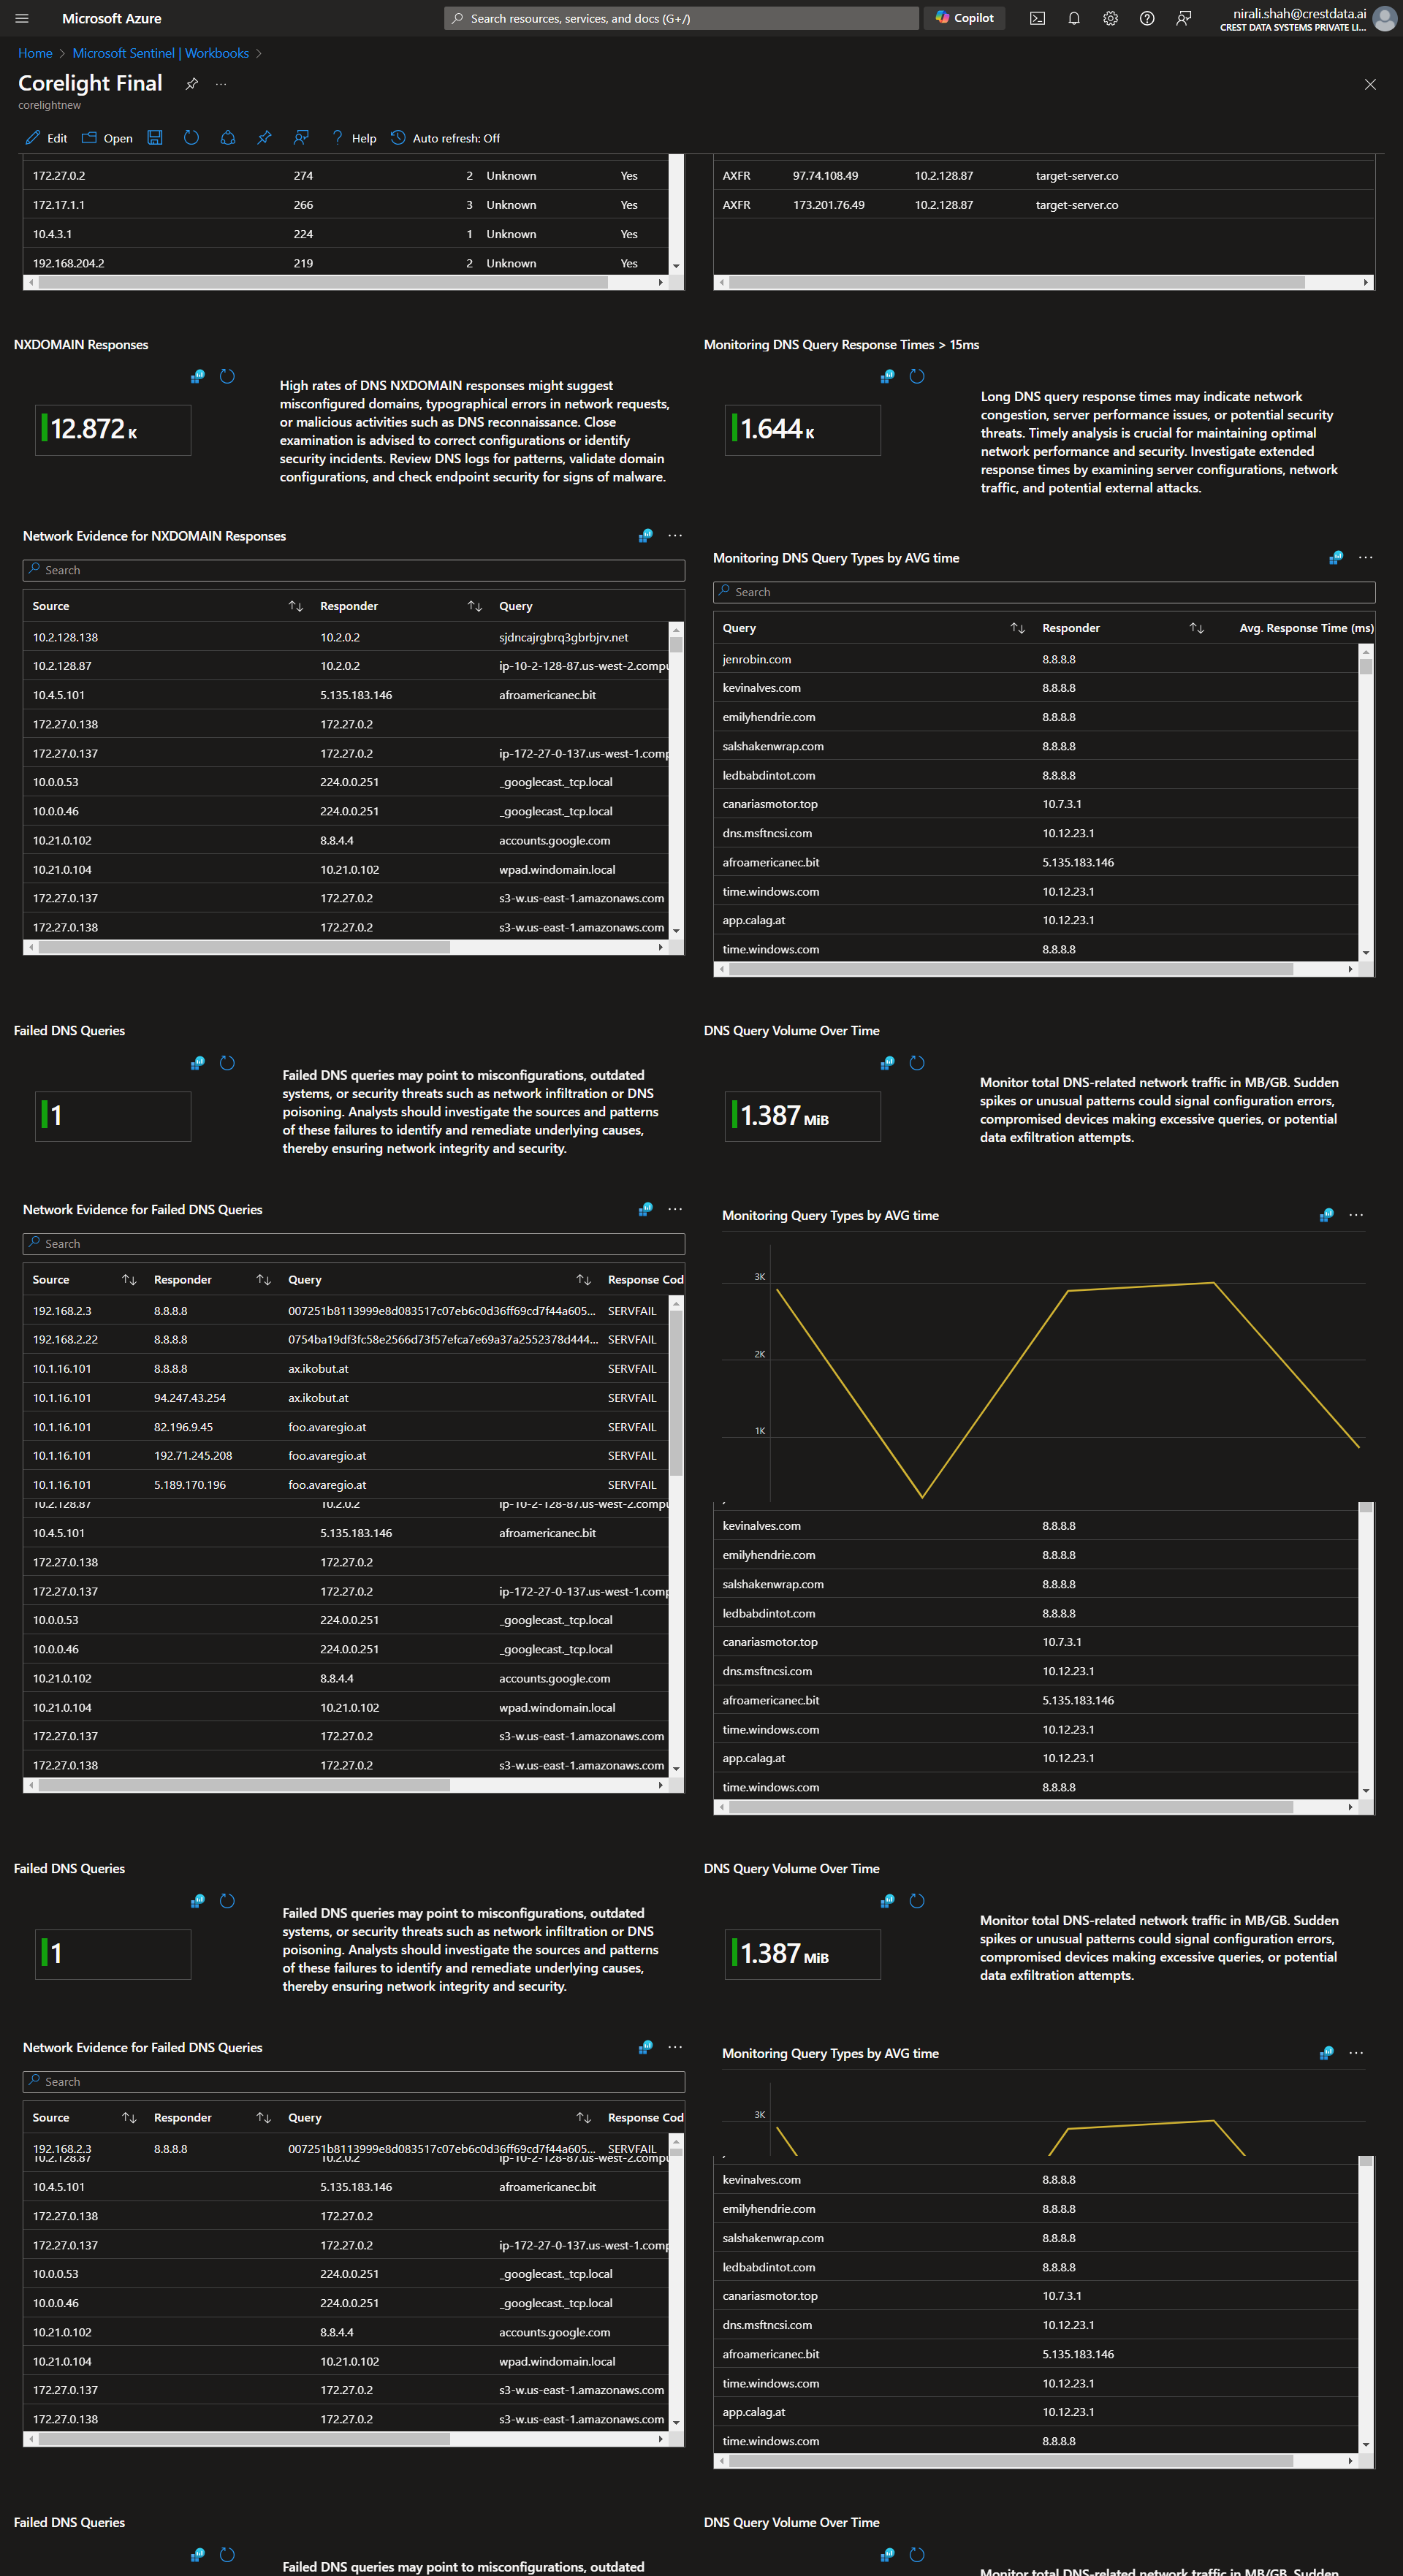 Microsoft Azure
Search resources, services, and docs (G+/)
Copilot
nirali.shah@crestdata.ai
CREST DATA SYSTEMS PRIVATE LI...
Home > Microsoft Sentinel | Workbooks >
Corelight Final
corelightnew
Edit Open Help Auto refresh: Off
172.27.0.2 274 2 Unknown Yes
172.17.1.1 266 3 Unknown Yes
10.4.3.1 224 1 Unknown Yes
192.168.204.2 219 2 Unknown Yes
AXFR 97.74.108.49 10.2.128.87 target-server.co
AXFR 173.201.76.49 10.2.128.87 target-server.co
NXDOMAIN Responses
12.872 K
High rates of DNS NXDOMAIN responses might suggest
misconfigured domains, typographical errors in network requests,
or malicious activities such as DNS reconnaissance. Close
examination is advised to correct configurations or identify
security incidents. Review DNS logs for patterns, validate domain
configurations, and check endpoint security for signs of malware.
Monitoring DNS Query Response Times > 15ms
1.644 K
Long DNS query response times may indicate network
congestion, server performance issues, or potential security
threats. Timely analysis is crucial for maintaining optimal
network performance and security. Investigate extended
response times by examining server configurations, network
traffic, and potential external attacks.
Network Evidence for NXDOMAIN Responses
Search
Source Responder Query
10.2.128.138 10.2.0.2 sjdncajrgbrq3gbrbjrv.net
10.2.128.87 10.2.0.2 ip-10-2-128-87.us-west-2.compu
10.4.5.101 5.135.183.146 afroamericanec.bit
172.27.0.138 172.27.0.2
172.27.0.137 172.27.0.2 ip-172-27-0-137.us-west-1.comp
10.0.0.53 224.0.0.251 _googlecast._tcp.local
10.0.0.46 224.0.0.251 _googlecast._tcp.local
10.21.0.102 8.8.4.4 accounts.google.com
10.21.0.104 10.21.0.102 wpad.windomain.local
172.27.0.137 172.27.0.2 s3-w.us-east-1.amazonaws.com
172.27.0.138 172.27.0.2 s3-w.us-east-1.amazonaws.com
Monitoring DNS Query Types by AVG time
Search
Query Responder Avg. Response Time (ms)
jenrobin.com 8.8.8.8
kevinalves.com 8.8.8.8
emilyhendrie.com 8.8.8.8
salshakenwrap.com 8.8.8.8
ledbabdintot.com 8.8.8.8
canariasmotor.top 10.7.3.1
dns.msftncsi.com 10.12.23.1
afroamericanec.bit 5.135.183.146
time.windows.com 10.12.23.1
app.calag.at 10.12.23.1
time.windows.com 8.8.8.8
Failed DNS Queries
1
Failed DNS queries may point to misconfigurations, outdated
systems, or security threats such as network infiltration or DNS
poisoning. Analysts should investigate the sources and patterns
of these failures to identify and remediate underlying causes,
thereby ensuring network integrity and security.
DNS Query Volume Over Time
1.387 MiB
Monitor total DNS-related network traffic in MB/GB. Sudden
spikes or unusual patterns could signal configuration errors,
compromised devices making excessive queries, or potential
data exfiltration attempts.
Network Evidence for Failed DNS Queries
Search
Source Responder Query Response Cod
192.168.2.3 8.8.8.8 007251b8113999e8d083517c07eb6c0d36ff69cd7f44a605... SERVFAIL
192.168.2.22 8.8.8.8 0754ba19df3fc58e2566d73f57efca7e69a37a2552378d444... SERVFAIL
10.1.16.101 8.8.8.8 ax.ikobut.at SERVFAIL
10.1.16.101 94.247.43.254 ax.ikobut.at SERVFAIL
10.1.16.101 82.196.9.45 foo.avaregio.at SERVFAIL
10.1.16.101 192.71.245.208 foo.avaregio.at SERVFAIL
10.1.16.101 5.189.170.196 foo.avaregio.at SERVFAIL
10.2.128.87 10.2.0.2 ip-10-2-128-87.us-west-2.compu
10.4.5.101 5.135.183.146 afroamericanec.bit
172.27.0.138 172.27.0.2
172.27.0.137 172.27.0.2 ip-172-27-0-137.us-west-1.comp
10.0.0.53 224.0.0.251 _googlecast._tcp.local
10.0.0.46 224.0.0.251 _googlecast._tcp.local
10.21.0.102 8.8.4.4 accounts.google.com
10.21.0.104 10.21.0.102 wpad.windomain.local
172.27.0.137 172.27.0.2 s3-w.us-east-1.amazonaws.com
172.27.0.138 172.27.0.2 s3-w.us-east-1.amazonaws.com
Monitoring Query Types by AVG time
3K
2K
1K
kevinalves.com 8.8.8.8
emilyhendrie.com 8.8.8.8
salshakenwrap.com 8.8.8.8
ledbabdintot.com 8.8.8.8
canariasmotor.top 10.7.3.1
dns.msftncsi.com 10.12.23.1
afroamericanec.bit 5.135.183.146
time.windows.com 10.12.23.1
app.calag.at 10.12.23.1
time.windows.com 8.8.8.8
Failed DNS Queries
1
Failed DNS queries may point to misconfigurations, outdated
systems, or security threats such as network infiltration or DNS
poisoning. Analysts should investigate the sources and patterns
of these failures to identify and remediate underlying causes,
thereby ensuring network integrity and security.
DNS Query Volume Over Time
1.387 MiB
Monitor total DNS-related network traffic in MB/GB. Sudden
spikes or unusual patterns could signal configuration errors,
compromised devices making excessive queries, or potential
data exfiltration attempts.
Network Evidence for Failed DNS Queries
Search
Source Responder Query Response Cod
192.168.2.3 8.8.8.8 007251b8113999e8d083517c07eb6c0d36ff69cd7f44a605... SERVFAIL
10.2.128.87 10.2.0.2 ip-10-2-128-87.us-west-2.compu
10.4.5.101 5.135.183.146 afroamericanec.bit
172.27.0.138 172.27.0.2
172.27.0.137 172.27.0.2 ip-172-27-0-137.us-west-1.comp
10.0.0.53 224.0.0.251 _googlecast._tcp.local
10.0.0.46 224.0.0.251 _googlecast._tcp.local
10.21.0.102 8.8.4.4 accounts.google.com
10.21.0.104 10.21.0.102 wpad.windomain.local
172.27.0.137 172.27.0.2 s3-w.us-east-1.amazonaws.com
172.27.0.138 172.27.0.2 s3-w.us-east-1.amazonaws.com
Monitoring Query Types by AVG time
3K
kevinalves.com 8.8.8.8
emilyhendrie.com 8.8.8.8
salshakenwrap.com 8.8.8.8
ledbabdintot.com 8.8.8.8
canariasmotor.top 10.7.3.1
dns.msftncsi.com 10.12.23.1
afroamericanec.bit 5.135.183.146
time.windows.com 10.12.23.1
app.calag.at 10.12.23.1
time.windows.com 8.8.8.8
Failed DNS Queries
Failed DNS queries may point to misconfigurations, outdated
DNS Query Volume Over Time
Monitor total DNS-related network traffic in MB/GB. Sudden